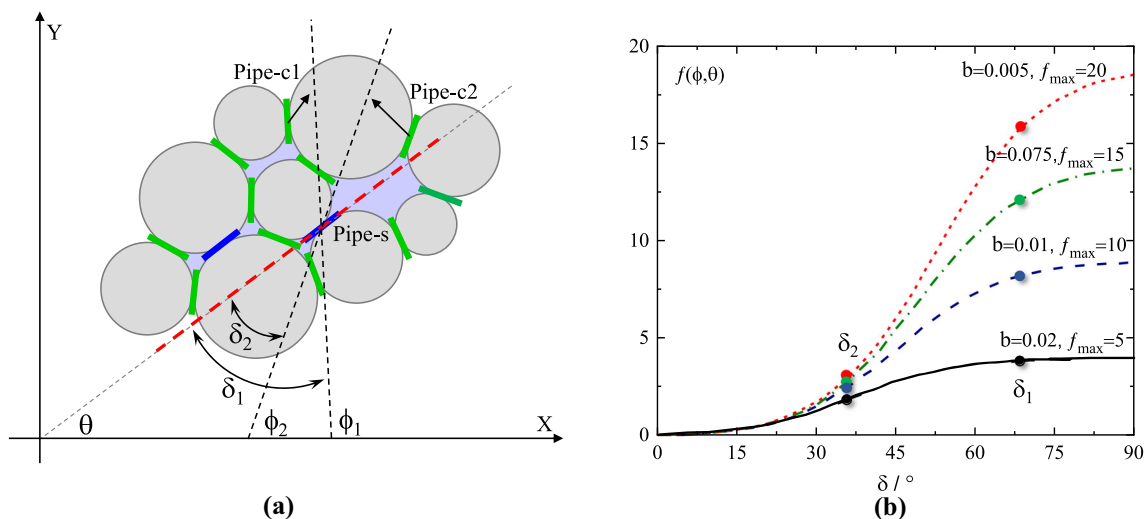 Y
Pipe-c1
Pipe-c2
Pipe-s
δ₂
δ₁
θ
ϕ₂
ϕ₁
X
(a)
20
15
10
5
0
f(ϕ,θ)
b=0.005, fmax=20
b=0.075, fmax=15
b=0.01, fmax=10
b=0.02, fmax=5
δ₂
δ₁
0 15 30 45 60 75 90
δ / °
(b)